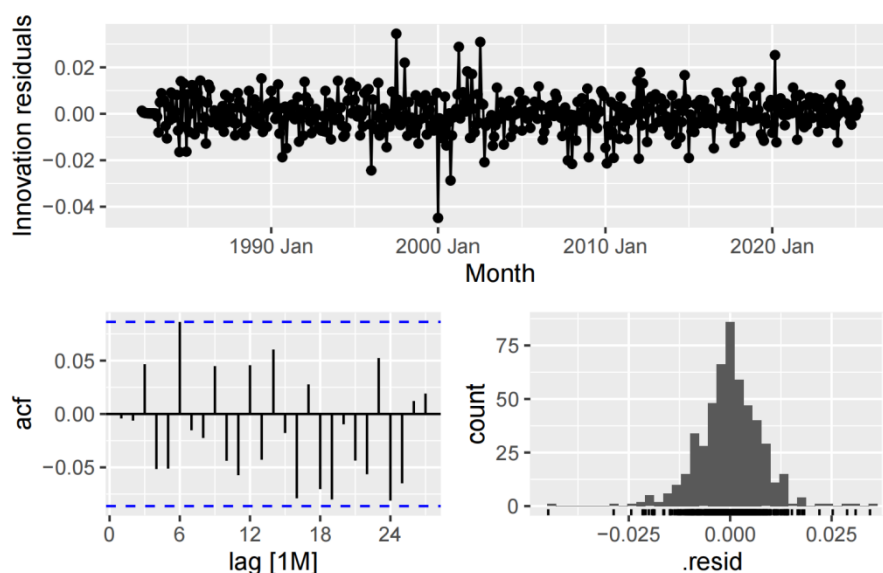 Innovation residuals
0.02
0.00
−0.02
−0.04
1990 Jan 2000 Jan 2010 Jan 2020 Jan
Month
acf
0.05
0.00
−0.05
0 6 12 18 24
lag [1M]
count
75
50
25
0
−0.025 0.000 0.025
.resid